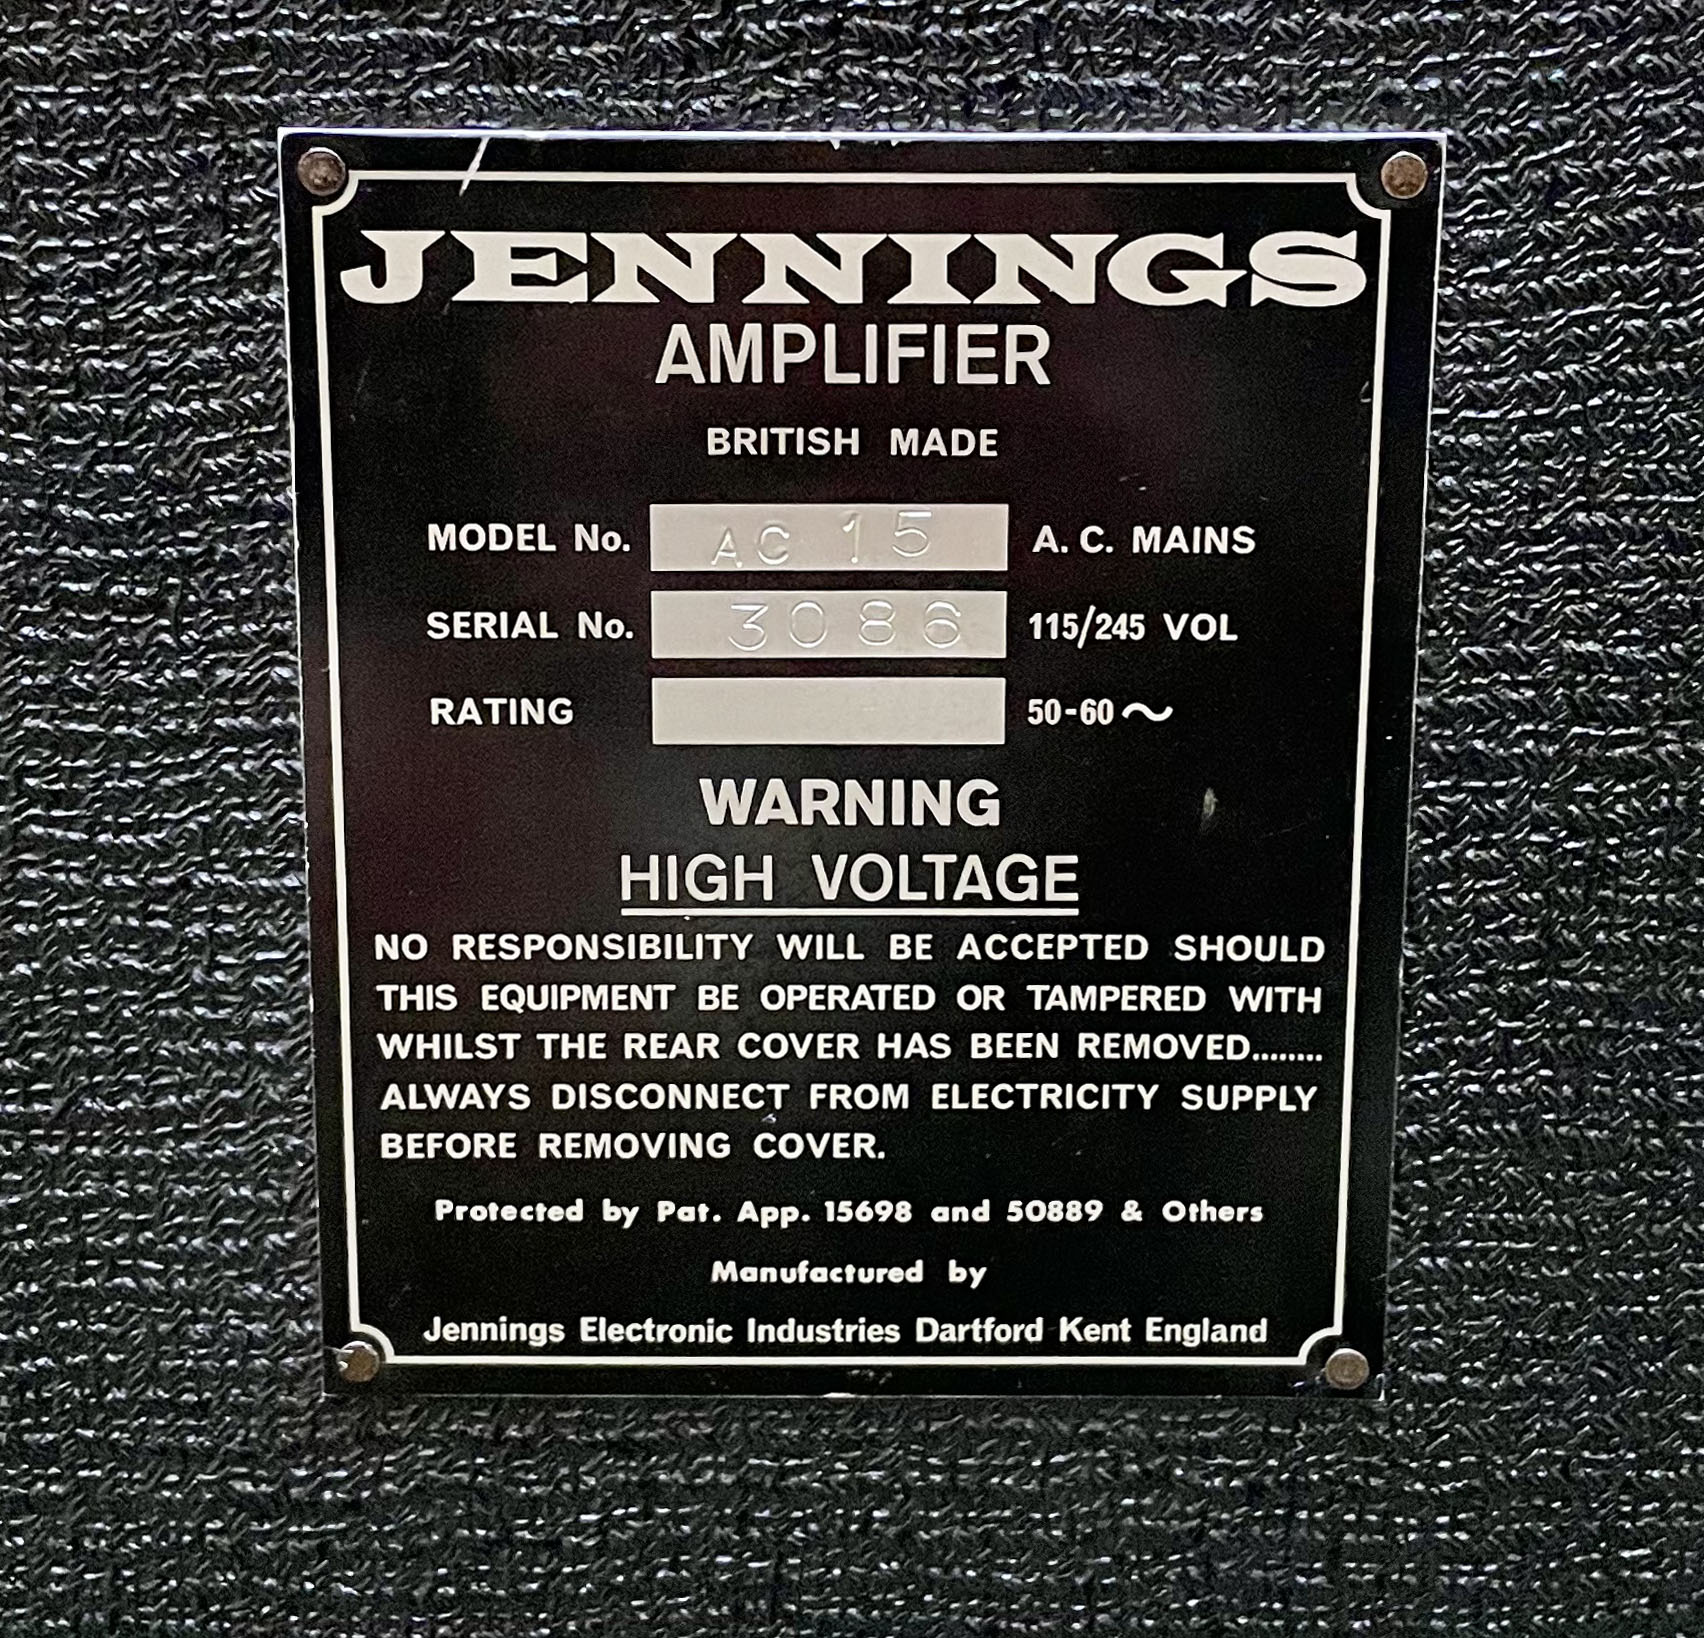 JENNINGS
AMPLIFIER
BRITISH MADE
MODEL No. AC 15 A. C. MAINS
SERIAL No. 3086 115/245 VOL
RATING 50-60~
WARNING
HIGH VOLTAGE
NO RESPONSIBILITY WILL BE ACCEPTED SHOULD
THIS EQUIPMENT BE OPERATED OR TAMPERED WITH
WHILST THE REAR COVER HAS BEEN REMOVED........
ALWAYS DISCONNECT FROM ELECTRICITY SUPPLY
BEFORE REMOVING COVER.
Protected by Pat. App. 15698 and 50889 & Others
Manufactured by
Jennings Electronic Industries Dartford Kent England